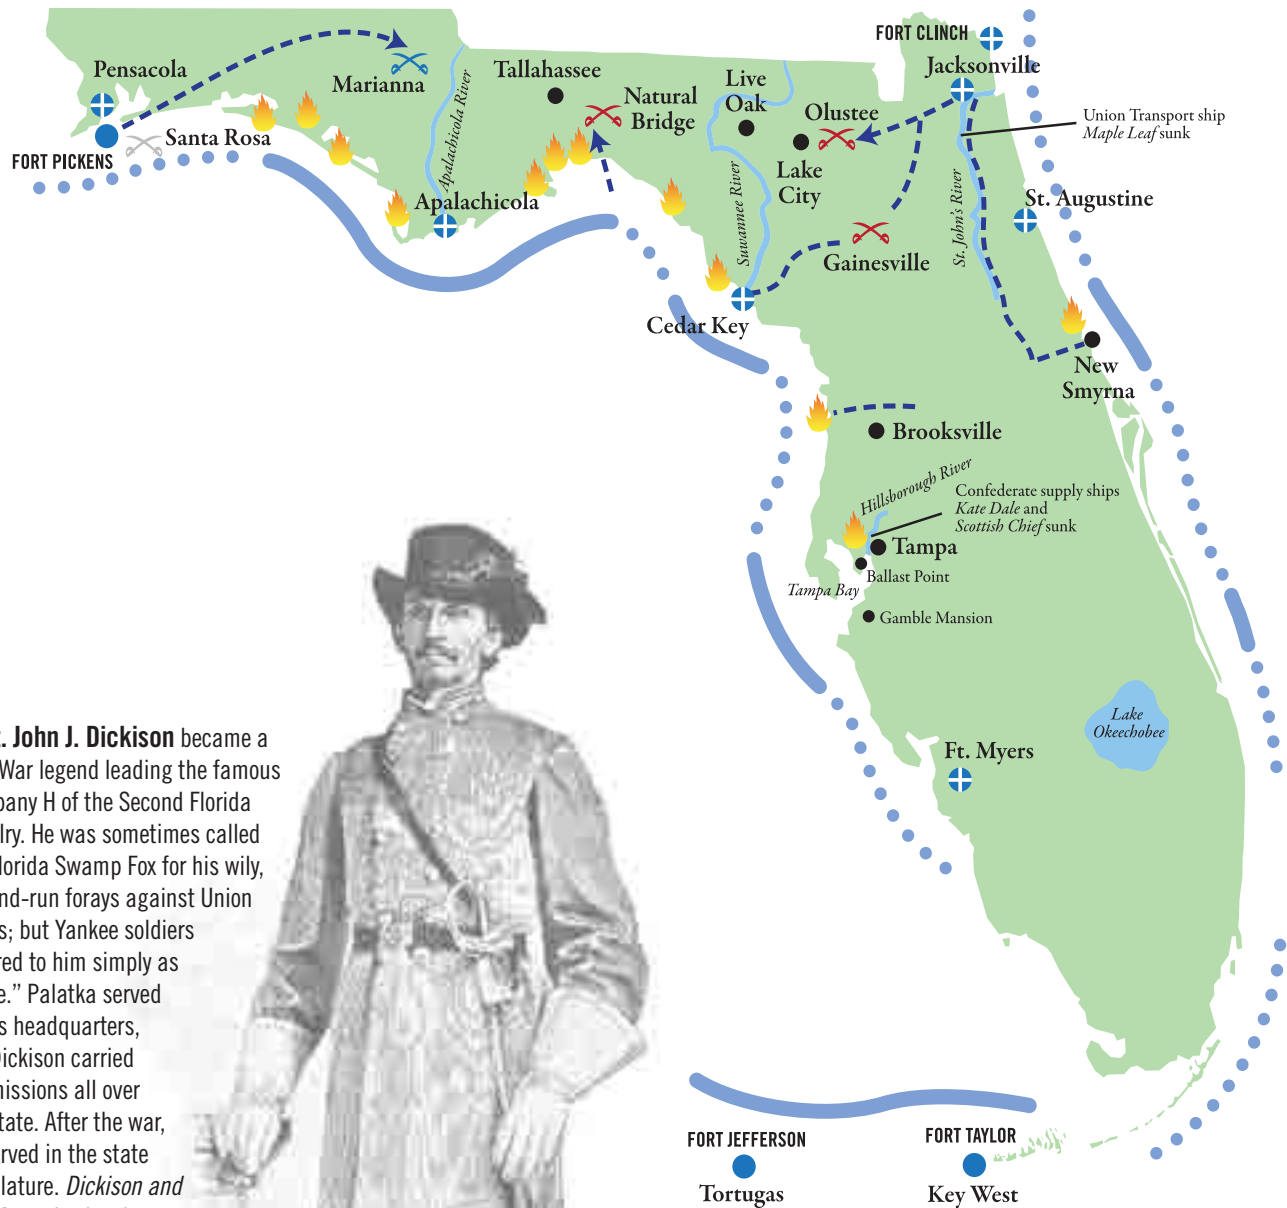 FORT CLINCH
Jacksonville
Pensacola
Marianna
Tallahassee
Natural
Bridge
Live
Oak
Olustee
Union Transport ship
Maple Leaf sunk
FORT PICKENS
Santa Rosa
Apalachicola River
Lake
City
Apalachicola
Suwannee River
St. John's River
St. Augustine
Gainesville
Cedar Key
New
Smyrna
Brooksville
Hillsborough River
Confederate supply ships
Kate Dale and
Scottish Chief sunk
Tampa
Ballast Point
Tampa Bay
Gamble Mansion
Lake
Okeechobee
Ft. Myers
FORT JEFFERSON
Tortugas
FORT TAYLOR
Key West
. John J. Dickison became a
War legend leading the famous
pany H of the Second Florida
lry. He was sometimes called
lorida Swamp Fox for his wily,
nd-run forays against Union
s; but Yankee soldiers
red to him simply as
e.” Palatka served
s headquarters,
Dickison carried
missions all over
tate. After the war,
rved in the state
lature. Dickison and